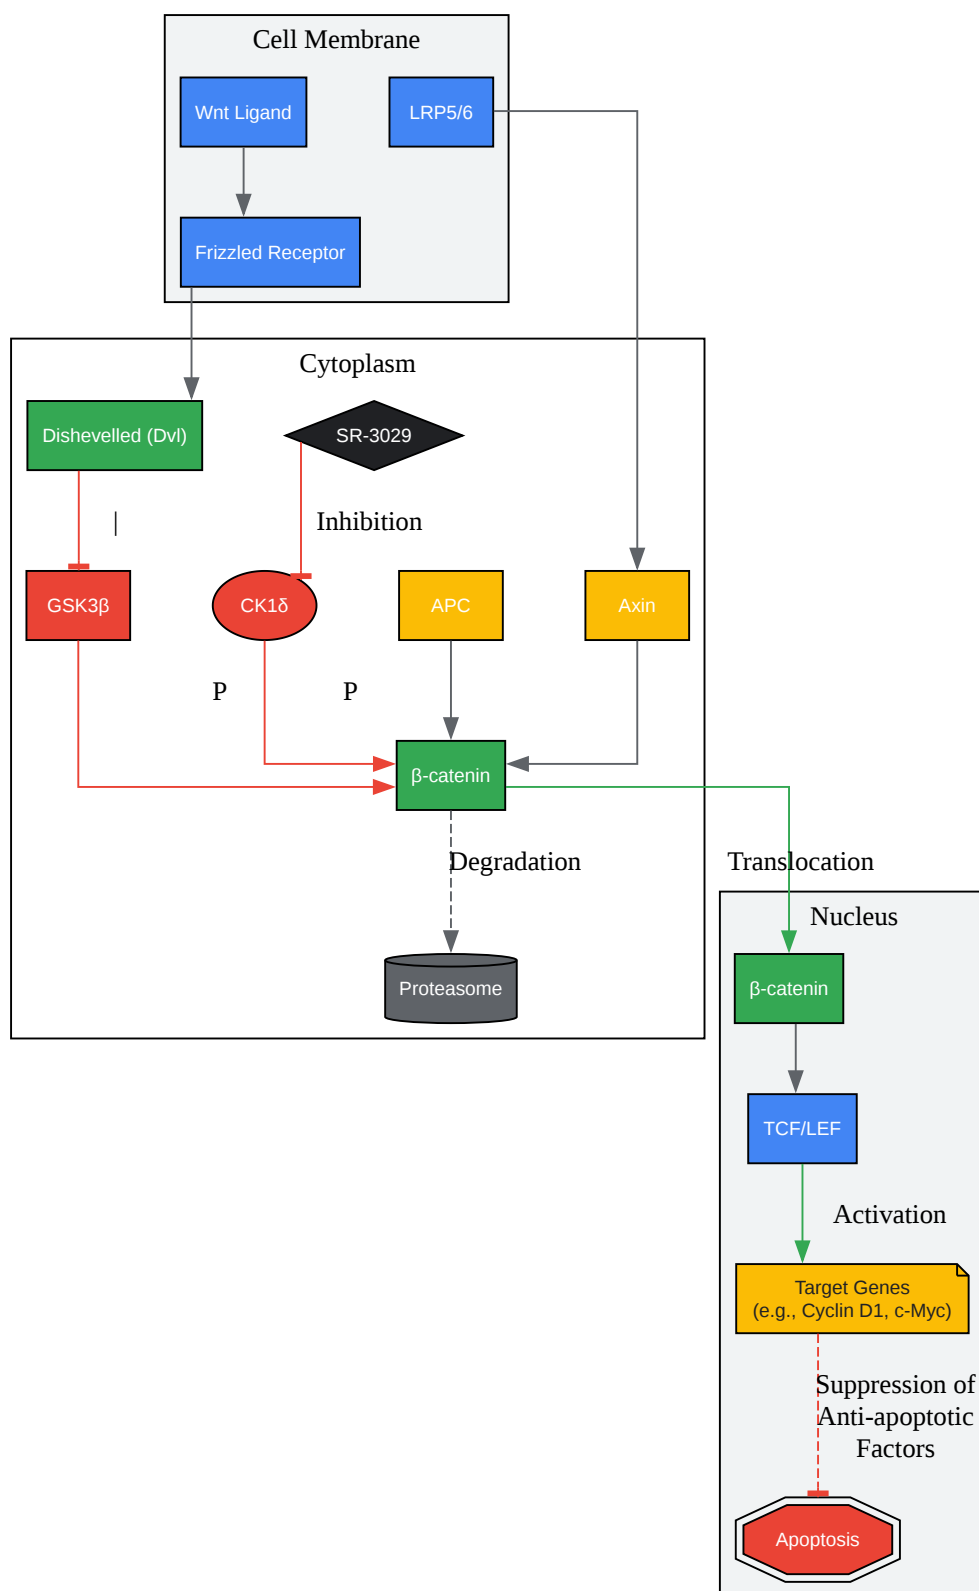 Cell Membrane
Wnt Ligand
LRP5/6
Frizzled Receptor
Cytoplasm
Dishevelled (Dvl)
SR-3029
|
Inhibition
GSK3β
CK1δ
APC
Axin
P
P
β-catenin
Degradation
Translocation
Nucleus
Proteasome
β-catenin
TCF/LEF
Activation
Target Genes
(e.g., Cyclin D1, c-Myc)
Suppression of
Anti-apoptotic
Factors
Apoptosis